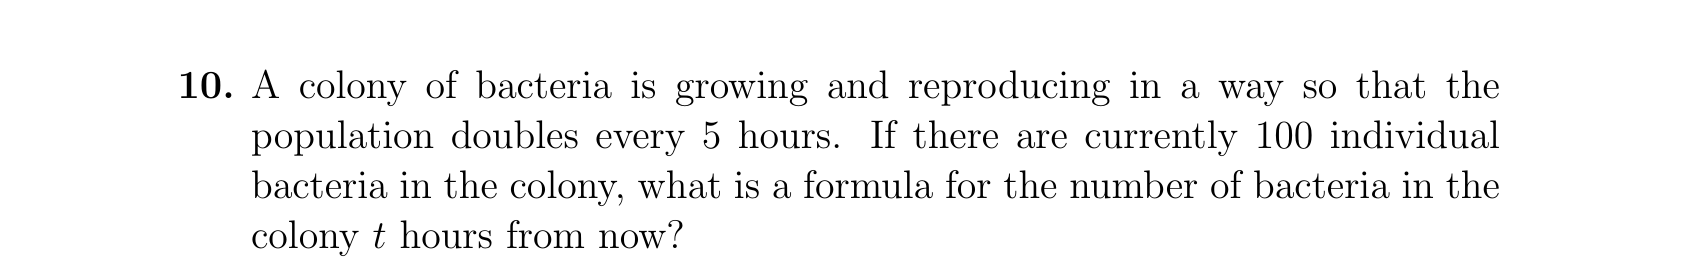 10. A colony of bacteria is growing and reproducing in a way so that the
population doubles every 5 hours. If there are currently 100 individual
bacteria in the colony, what is a formula for the number of bacteria in the
colony t hours from now?